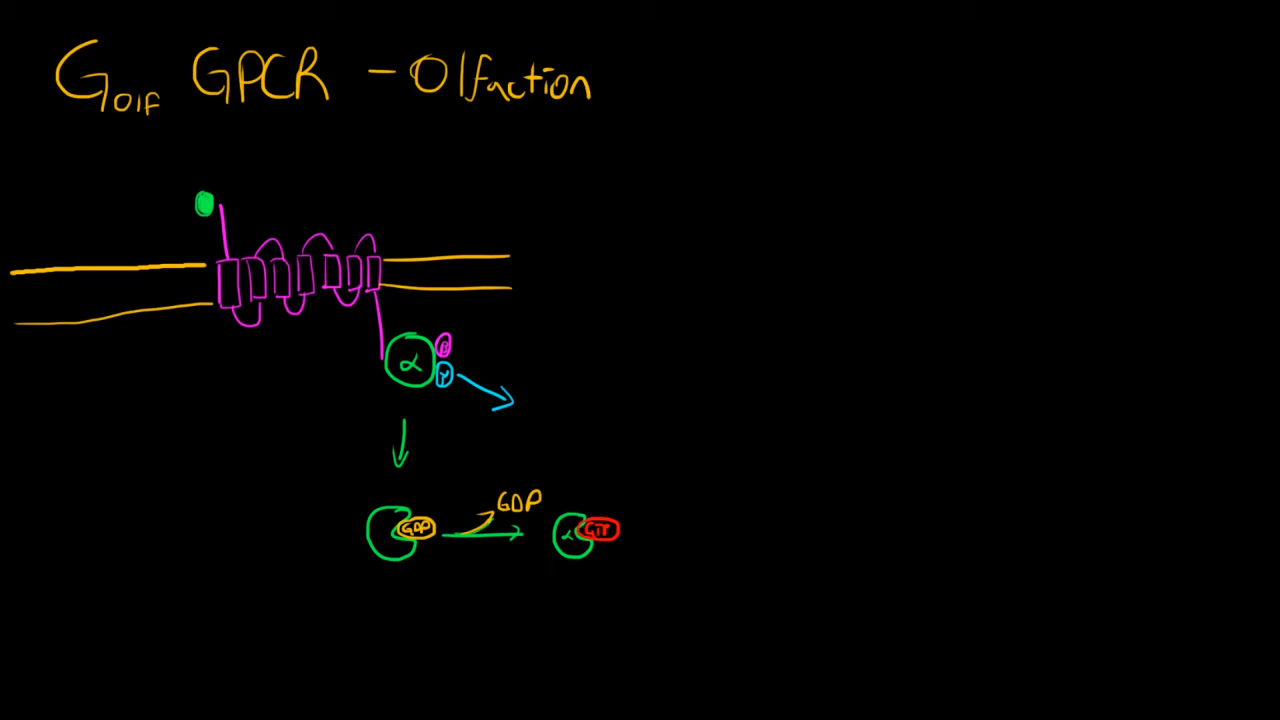 Golf GPCR - Olfaction
α
β
γ
GDP
GDP
α GTP